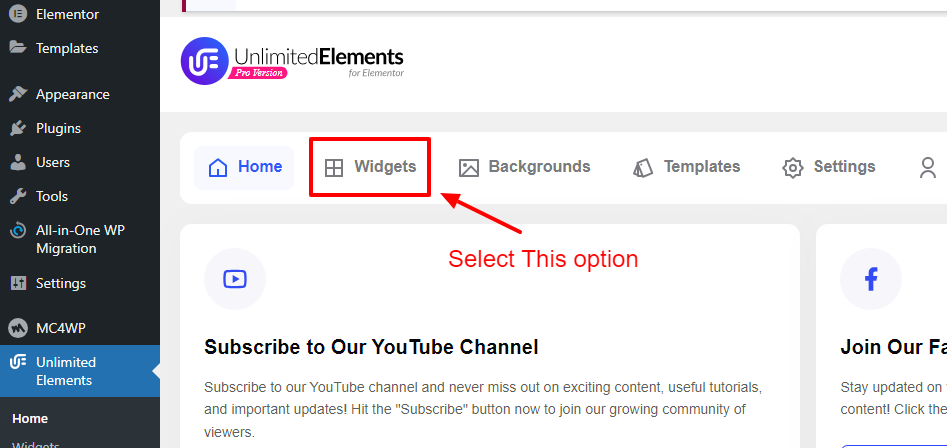 Elementor
Templates
Appearance
Plugins
Users
Tools
All-in-One WP
Migration
Settings
MC4WP
Unlimited
Elements
Home
Widgets
UnlimitedElements
Pro Version
for Elementor
Home
Widgets
Backgrounds
Templates
Settings
Select This option
Subscribe to Our YouTube Channel
Subscribe to our YouTube channel and never miss out on exciting content, useful tutorials,
and important updates! Hit the "Subscribe" button now to join our growing community of
viewers.
Join Our Fa
Stay updated on
content! Click the